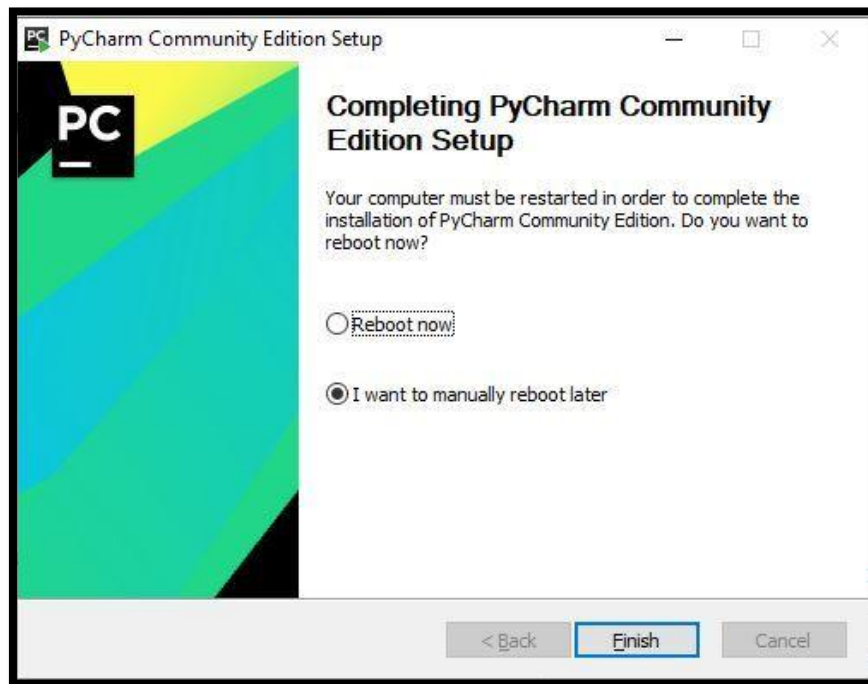 PyCharm Community Edition Setup
PC
Completing PyCharm Community
Edition Setup
Your computer must be restarted in order to complete the
installation of PyCharm Community Edition. Do you want to
reboot now?
Reboot now
I want to manually reboot later
< Back Finish Cancel